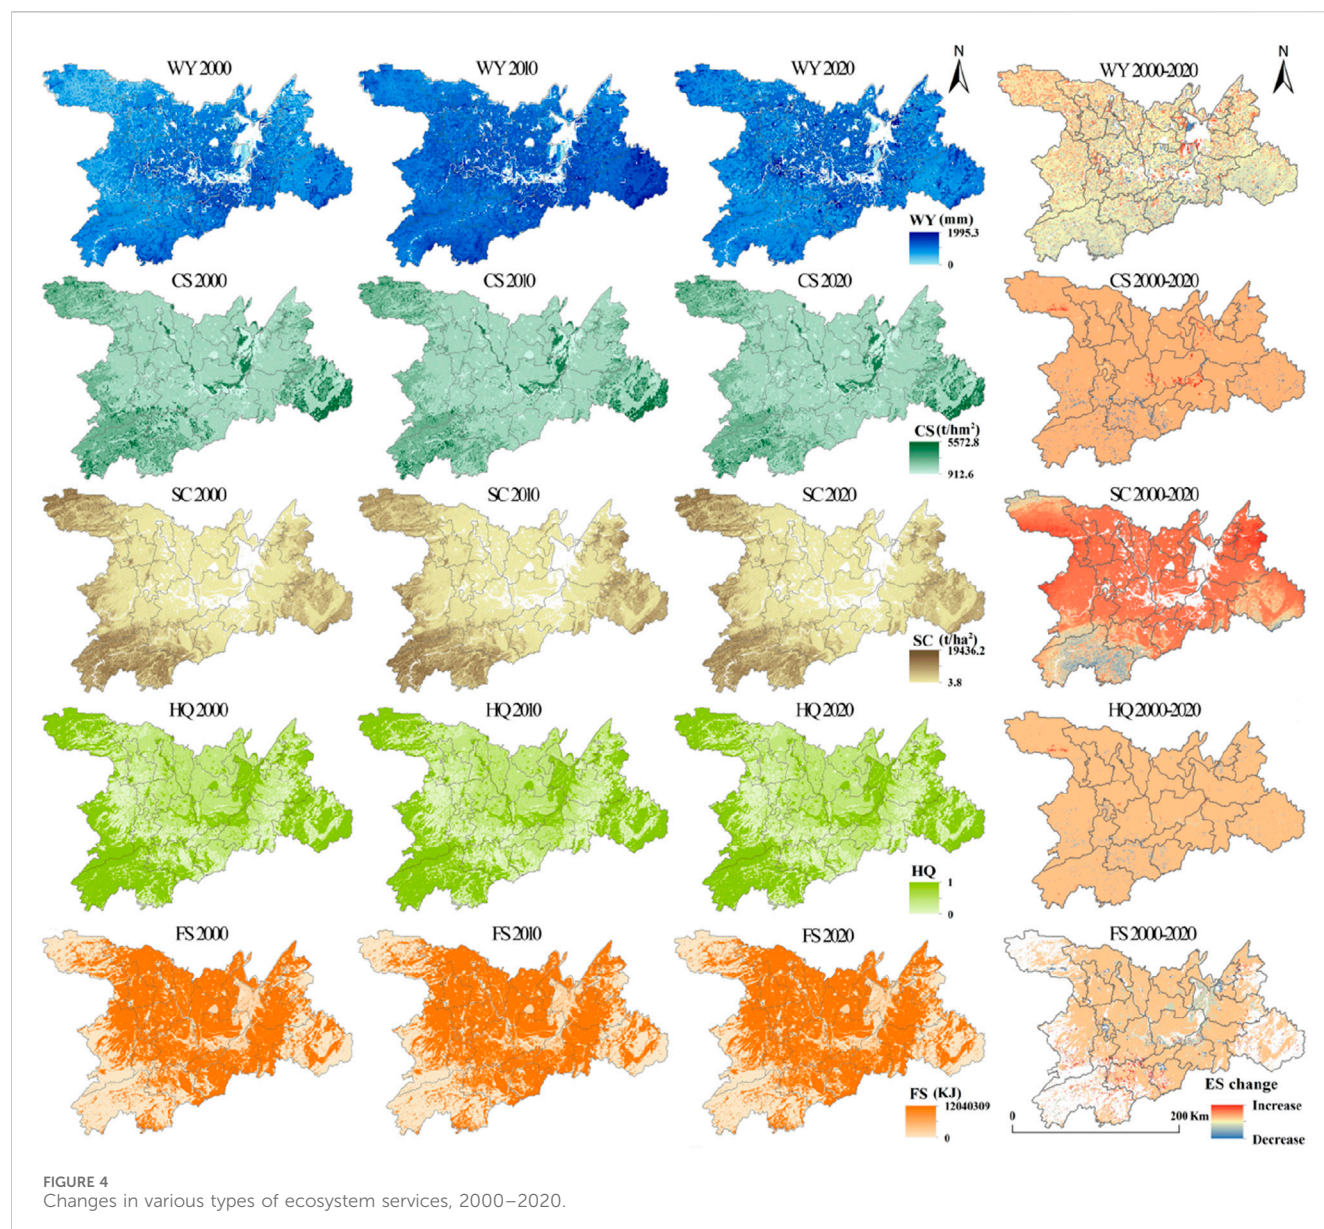 WY 2000
WY 2010
WY 2020
N
WY 2000-2020
N
WY (mm)
1995.3
0
CS 2000
CS 2010
CS 2020
CS 2000-2020
CS (t/hm²)
5572.8
912.6
SC 2000
SC 2010
SC 2020
SC 2000-2020
SC (t/ha²)
19436.2
3.8
HQ 2000
HQ 2010
HQ 2020
HQ 2000-2020
HQ
1
0
FS 2000
FS 2010
FS 2020
FS 2000-2020
FS (KJ)
12040309
0
ES change
Increase
Decrease
0
200 Km
FIGURE 4
Changes in various types of ecosystem services, 2000–2020.